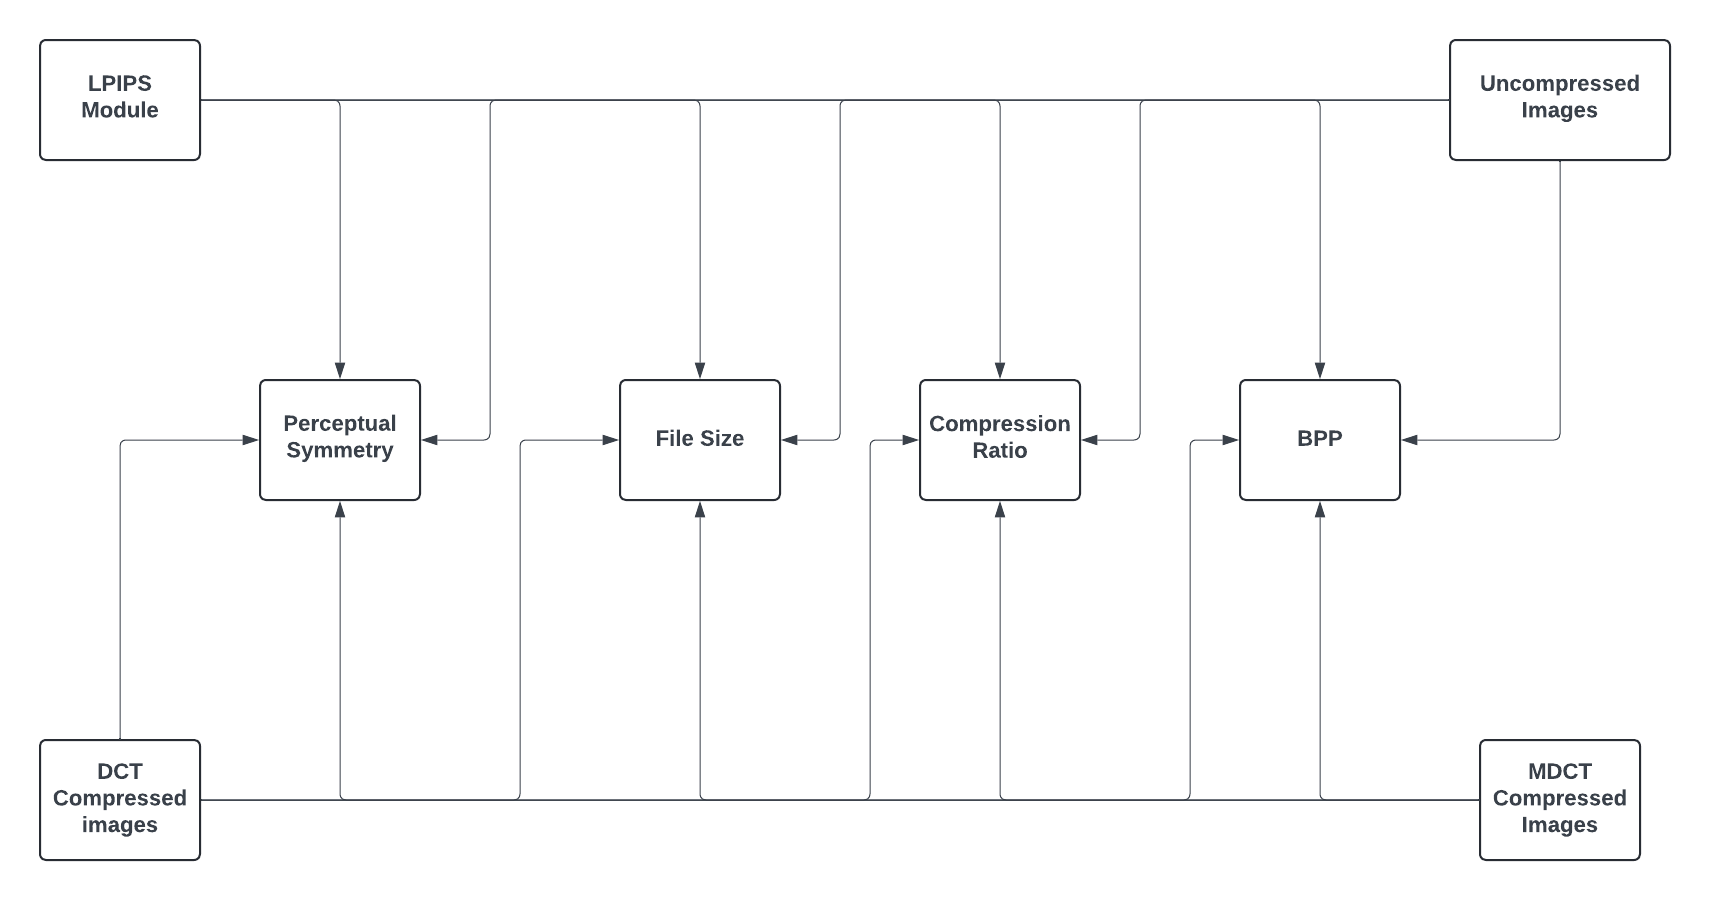 LPIPS
Module
Uncompressed
Images
Perceptual
Symmetry
File Size
Compression
Ratio
BPP
DCT
Compressed
images
MDCT
Compressed
Images